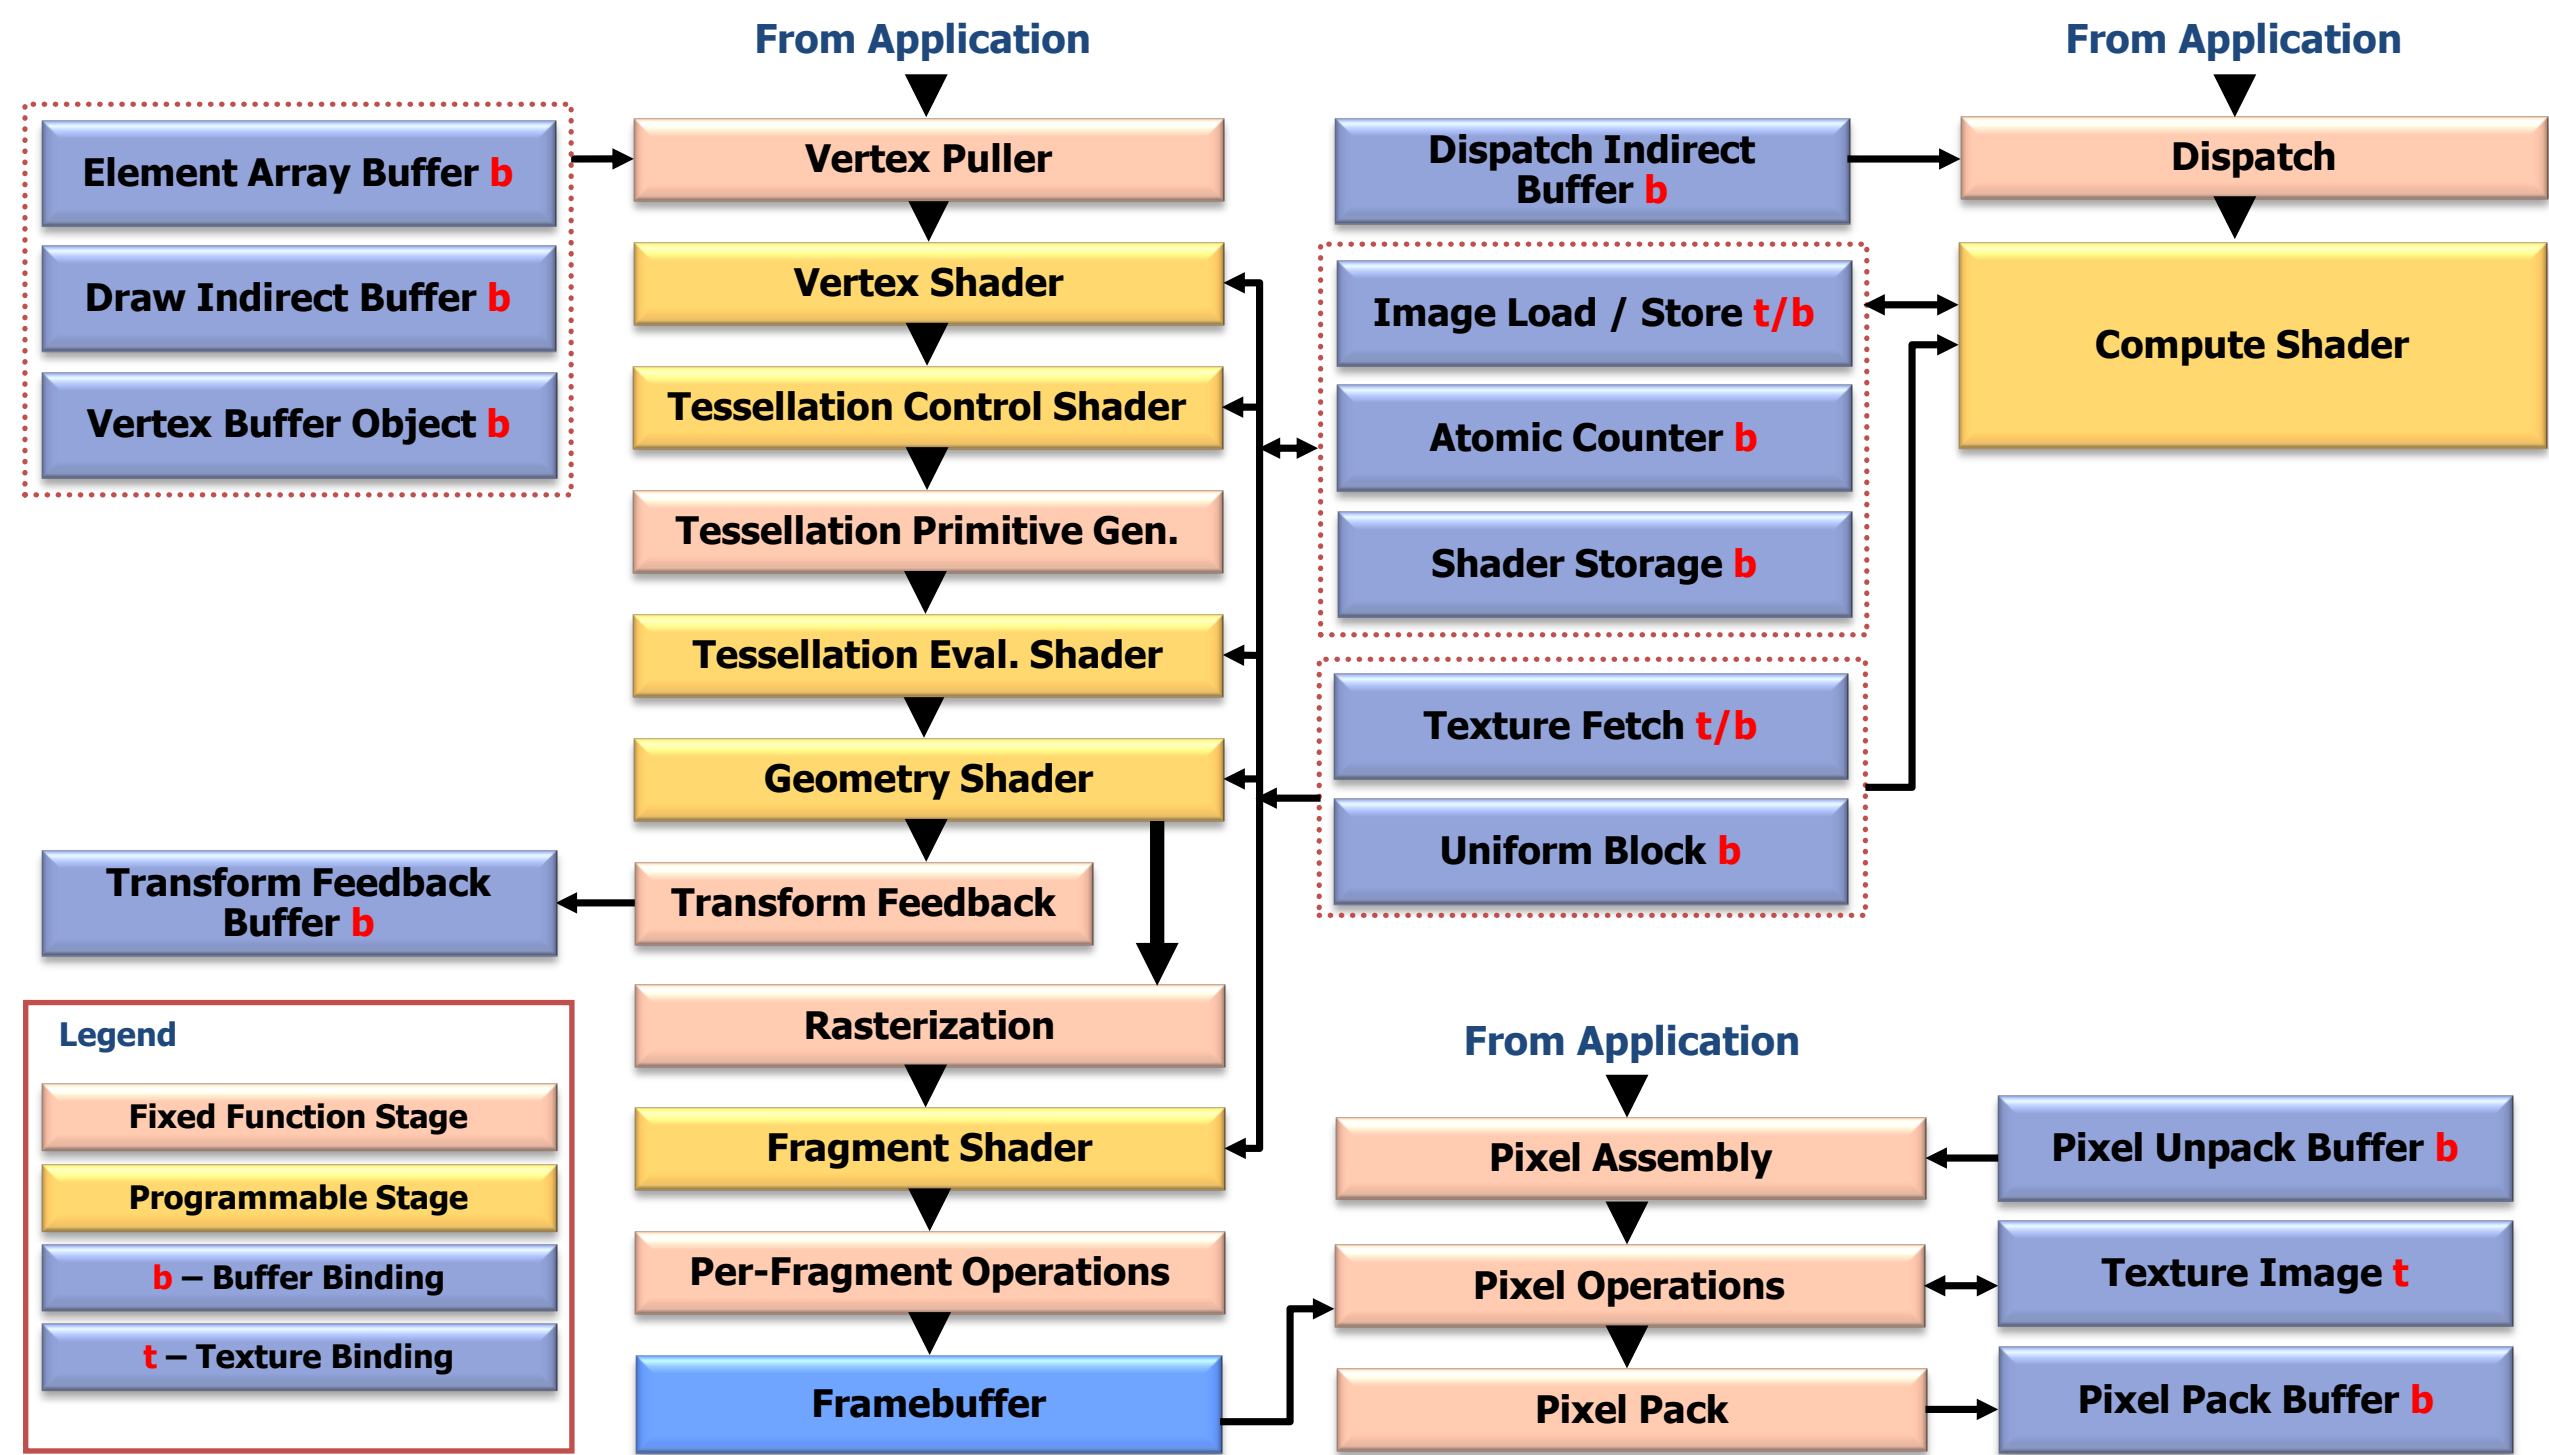 From Application
From Application
Element Array Buffer b
Draw Indirect Buffer b
Vertex Buffer Object b
Vertex Puller
Vertex Shader
Tessellation Control Shader
Tessellation Primitive Gen.
Tessellation Eval. Shader
Geometry Shader
Transform Feedback
Transform Feedback
Buffer b
Rasterization
Fragment Shader
Per-Fragment Operations
Framebuffer
Dispatch Indirect
Buffer b
Dispatch
Image Load / Store t/b
Atomic Counter b
Shader Storage b
Compute Shader
Texture Fetch t/b
Uniform Block b
Legend
Fixed Function Stage
Programmable Stage
b – Buffer Binding
t – Texture Binding
From Application
Pixel Assembly
Pixel Operations
Pixel Pack
Pixel Unpack Buffer b
Texture Image t
Pixel Pack Buffer b